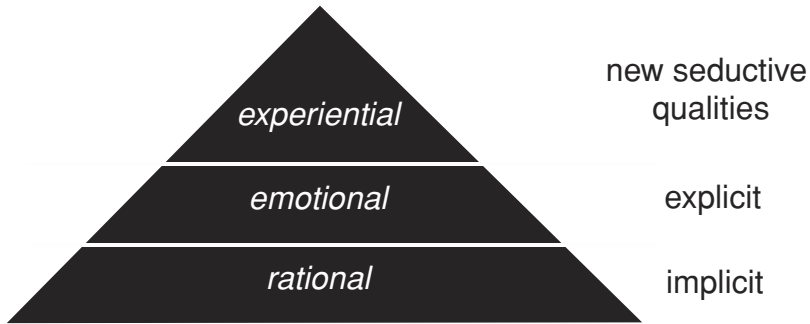 new seductive
qualities
experiential
emotional
explicit
rational
implicit